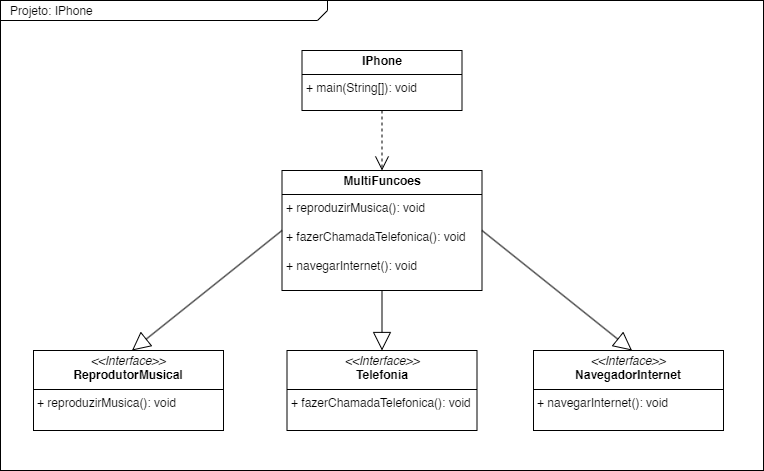 Projeto: IPhone
IPhone
+ main(String[]): void
MultiFuncoes
+ reproduzirMusica(): void
+ fazerChamadaTelefonica(): void
+ navegarInternet(): void
<<Interface>>
ReprodutorMusical
+ reproduzirMusica(): void
<<Interface>>
Telefonia
+ fazerChamadaTelefonica(): void
<<Interface>>
NavegadorInternet
+ navegarInternet(): void